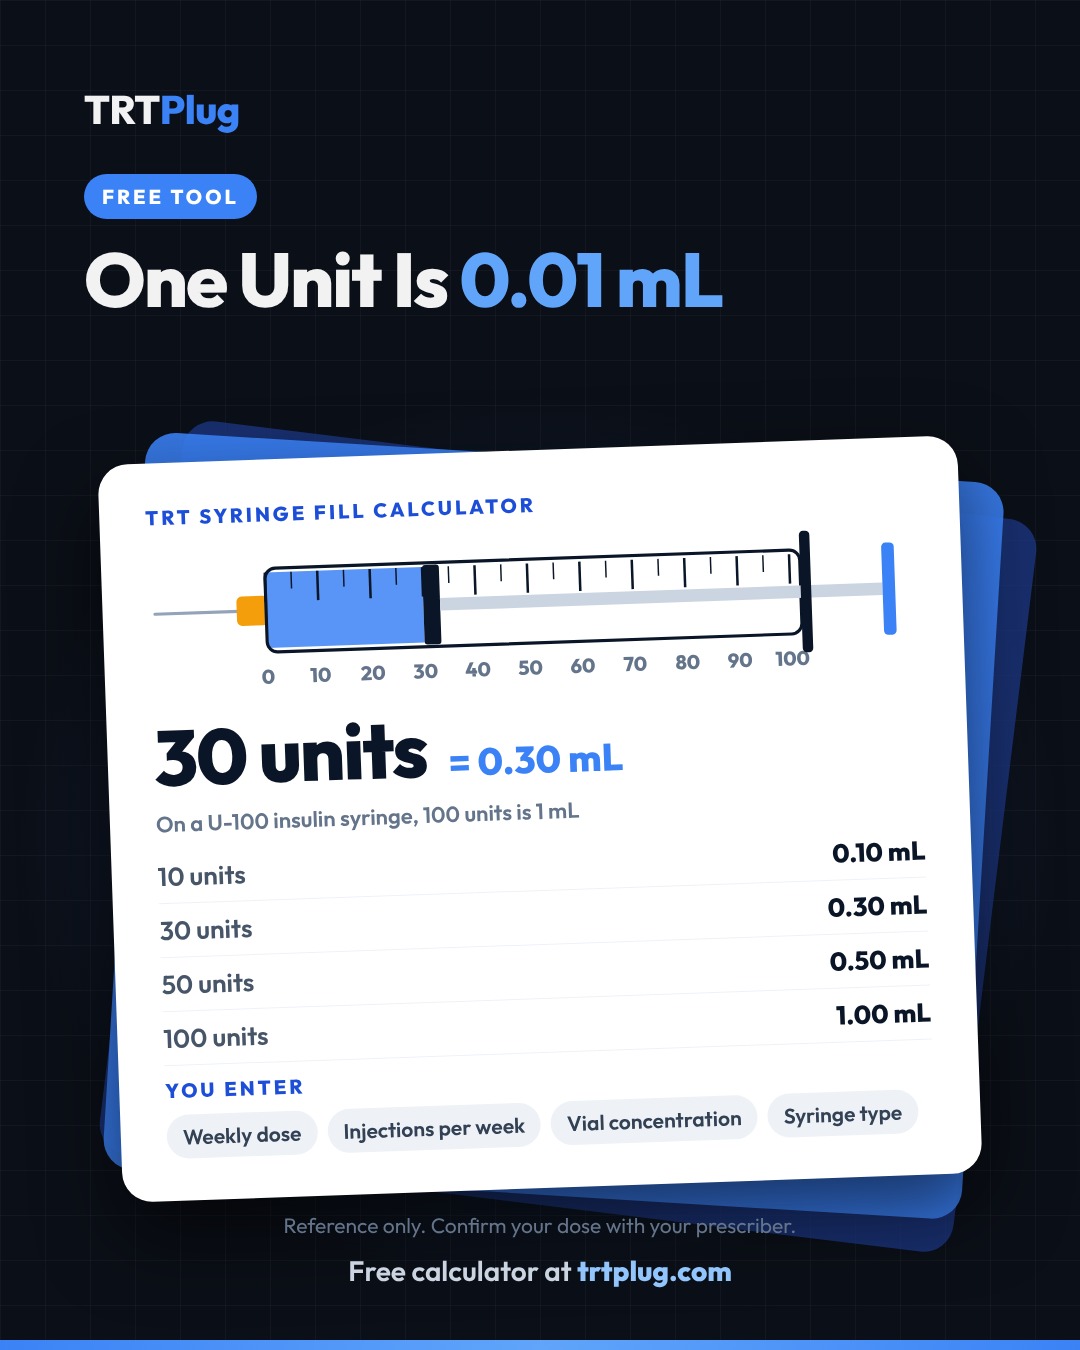 TRTPlug
FREE TOOL
One Unit Is 0.01 mL
TRT SYRINGE FILL CALCULATOR
0 10 20 30 40 50 60 70 80 90 100
30 units = 0.30 mL
On a U-100 insulin syringe, 100 units is 1 mL
10 units 0.10 mL
30 units 0.30 mL
50 units 0.50 mL
100 units 1.00 mL
YOU ENTER
Weekly dose Injections per week Vial concentration Syringe type
Reference only. Confirm your dose with your prescriber.
Free calculator at trtplug.com